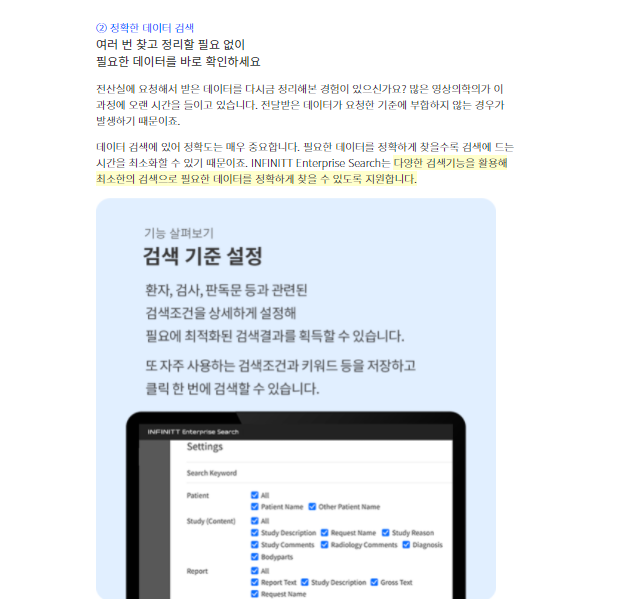 ② 정확한 데이터 검색
여러 번 찾고 정리할 필요 없이
필요한 데이터를 바로 확인하세요
전산실에 요청해서 받은 데이터를 다시금 정리해본 경험이 있으신가요? 많은 영상의학의가 이
과정에 오랜 시간을 들이고 있습니다. 전달받은 데이터가 요청한 기준에 부합하지 않는 경우가
발생하기 때문이죠.
데이터 검색에 있어 정확도는 매우 중요합니다. 필요한 데이터를 정확하게 찾을수록 검색에 드는
시간을 최소화할 수 있기 때문이죠. INFINITT Enterprise Search는 다양한 검색기능을 활용해
최소한의 검색으로 필요한 데이터를 정확하게 찾을 수 있도록 지원합니다.
기능 살펴보기
검색 기준 설정
환자, 검사, 판독문 등과 관련된
검색조건을 상세하게 설정해
필요에 최적화된 검색결과를 획득할 수 있습니다.
또 자주 사용하는 검색조건과 키워드 등을 저장하고
클릭 한 번에 검색할 수 있습니다.
INFINITT Enterprise Search
Settings
Search Keyword
Patient All
Patient Name Other Patient Name
Study (Content) All
Study Description Request Name Study Reason
Study Comments Radiology Comments Diagnosis
Bodyparts
Report All
Report Text Study Description Gross Text
Request Name